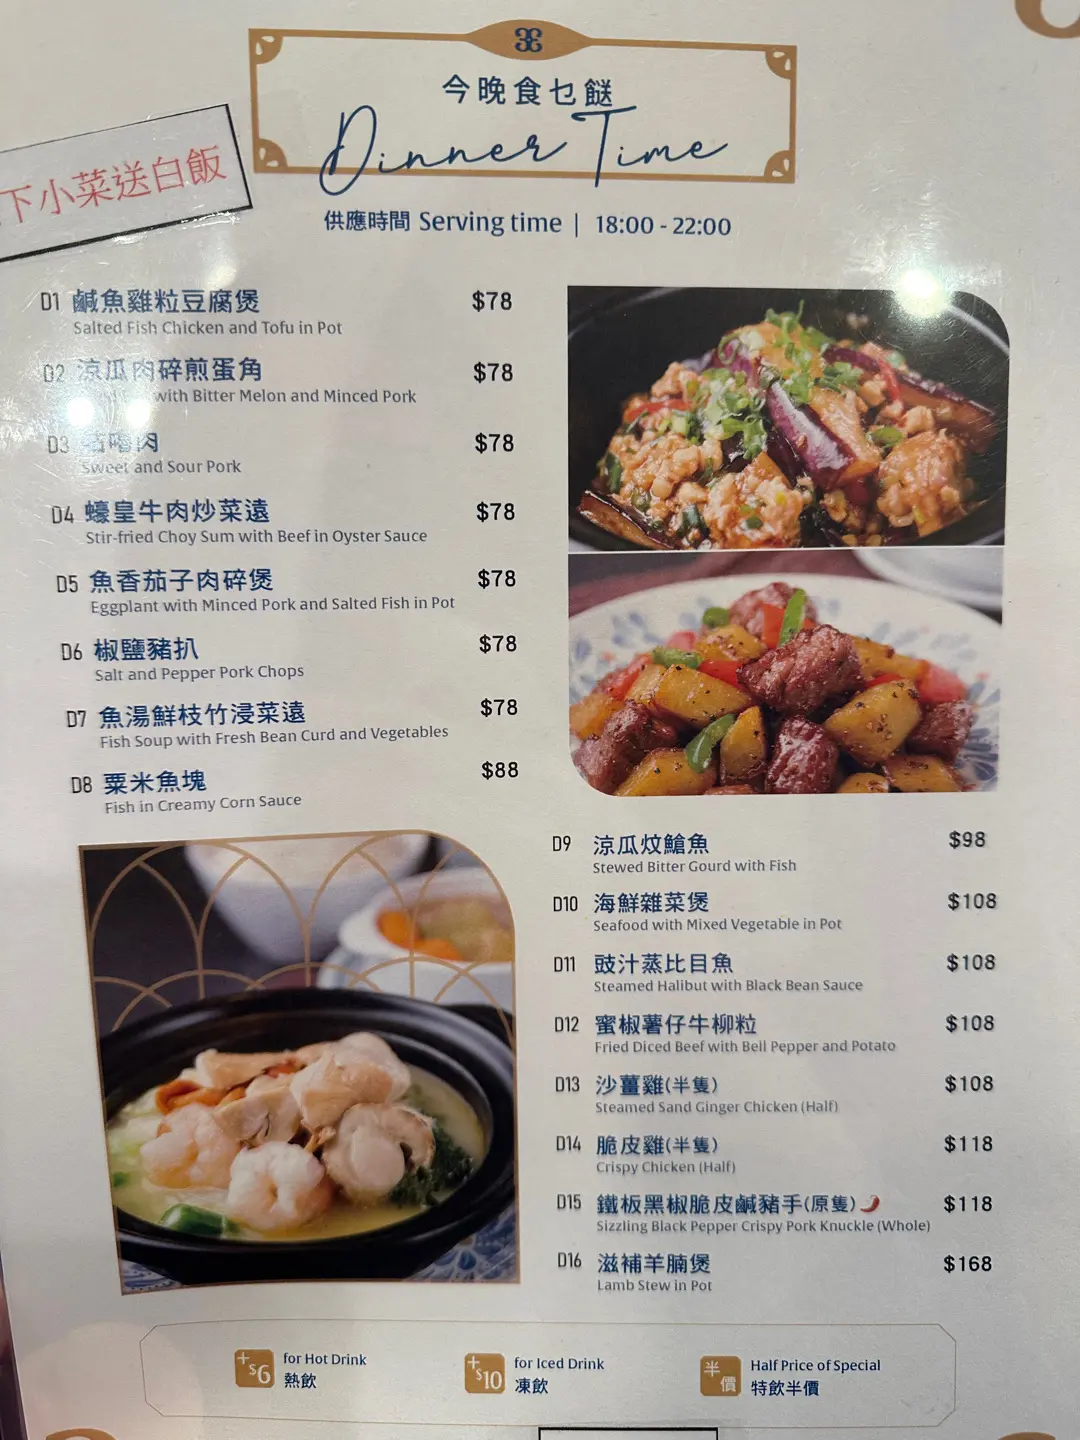 今晚食乜餸
Dinner Time
下小菜送白飯
供應時間 Serving time | 18:00 - 22:00
D1 鹹魚雞粒豆腐煲 $78
Salted Fish Chicken and Tofu in Pot
D2 涼瓜肉碎煎蛋角 $78
with Bitter Melon and Minced Pork
D3 咕嚕肉 $78
Sweet and Sour Pork
D4 蠔皇牛肉炒菜遠 $78
Stir-fried Choy Sum with Beef in Oyster Sauce
D5 魚香茄子肉碎煲 $78
Eggplant with Minced Pork and Salted Fish in Pot
D6 椒鹽豬扒 $78
Salt and Pepper Pork Chops
D7 魚湯鮮枝竹浸菜遠 $78
Fish Soup with Fresh Bean Curd and Vegetables
D8 粟米魚塊 $88
Fish in Creamy Corn Sauce
D9 涼瓜炆鱠魚 $98
Stewed Bitter Gourd with Fish
D10 海鮮雜菜煲 $108
Seafood with Mixed Vegetable in Pot
D11 豉汁蒸比目魚 $108
Steamed Halibut with Black Bean Sauce
D12 蜜椒薯仔牛柳粒 $108
Fried Diced Beef with Bell Pepper and Potato
D13 沙薑雞(半隻) $108
Steamed Sand Ginger Chicken (Half)
D14 脆皮雞(半隻) $118
Crispy Chicken (Half)
D15 鐵板黑椒脆皮鹹豬手(原隻) $118
Sizzling Black Pepper Crispy Pork Knuckle (Whole)
D16 滋補羊腩煲 $168
Lamb Stew in Pot
+$6 for Hot Drink
熱飲
+$10 for Iced Drink
凍飲
半價 Half Price of Special
特飲半價